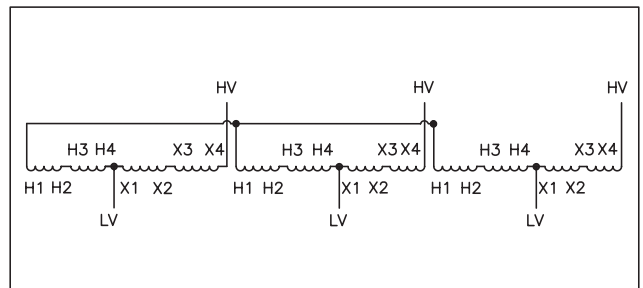 HV HV HV
H3 H4 X3 X4 H3 H4 X3 X4 H3 H4 X3 X4
H1 H2 X1 X2 H1 H2 X1 X2 H1 H2 X1 X2
LV LV LV